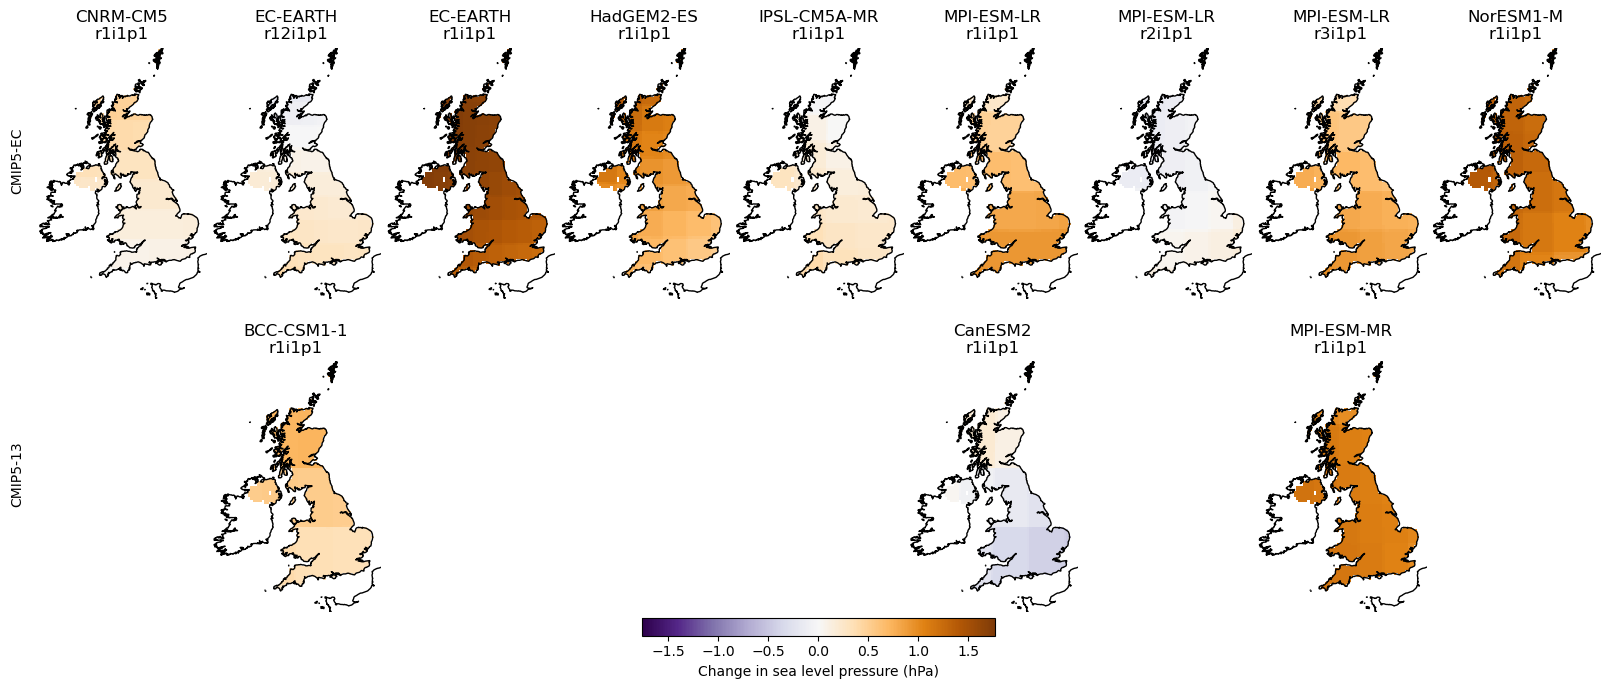 CNRM-CM5
r1i1p1
EC-EARTH
r12i1p1
EC-EARTH
r1i1p1
HadGEM2-ES
r1i1p1
IPSL-CM5A-MR
r1i1p1
MPI-ESM-LR
r1i1p1
MPI-ESM-LR
r2i1p1
MPI-ESM-LR
r3i1p1
NorESM1-M
r1i1p1
CMIP5-EC
BCC-CSM1-1
r1i1p1
CanESM2
r1i1p1
MPI-ESM-MR
r1i1p1
CMIP5-13
−1.5 −1.0 −0.5 0.0 0.5 1.0 1.5
Change in sea level pressure (hPa)